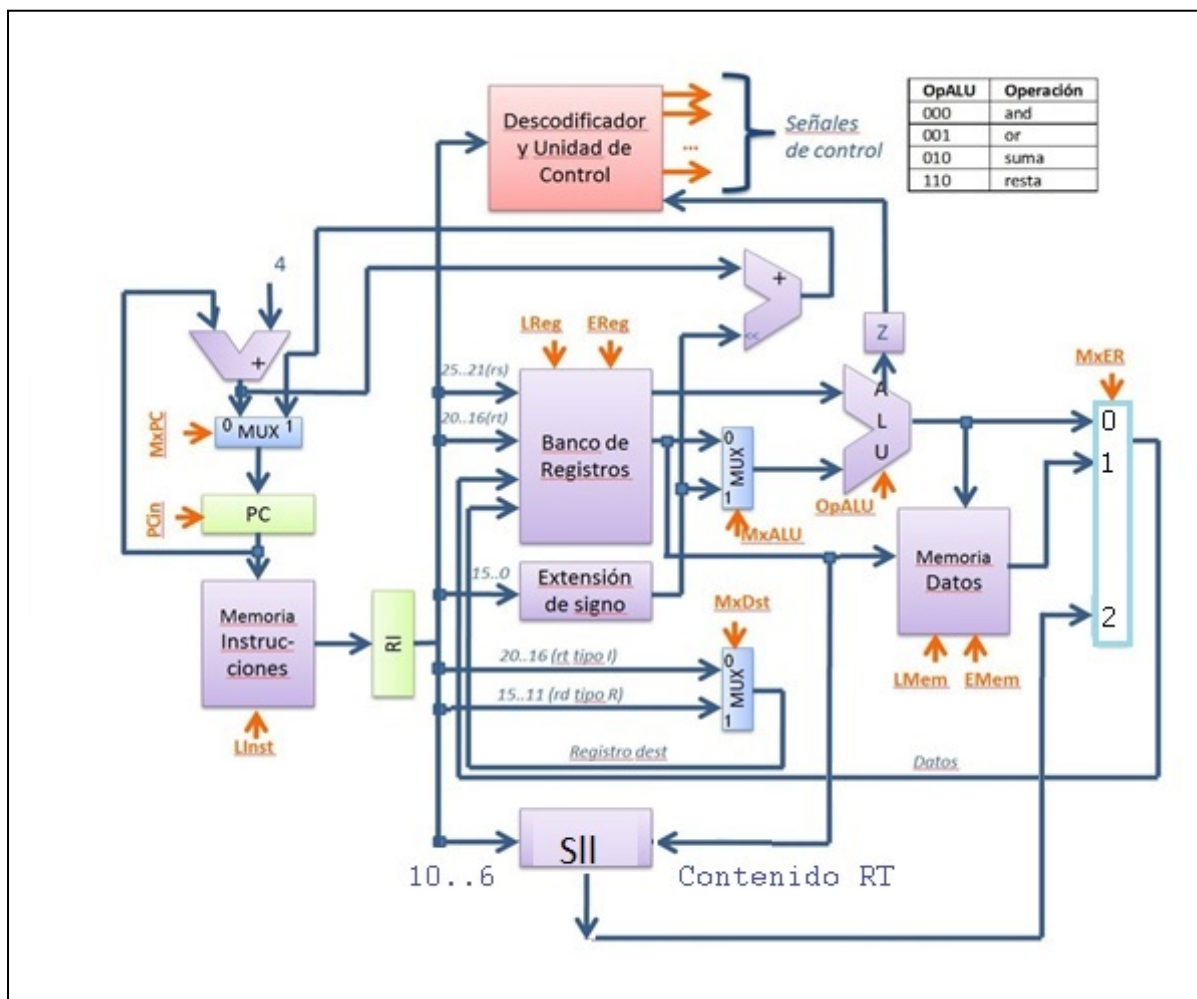 Descodificador
y Unidad de
Control
...
Señales
de control
OpALU Operación
000 and
001 or
010 suma
110 resta
4
+
+
<<
LReg EReg
Z
MxER
25..21(rs)
20..16(rt)
Banco de
Registros
A
L
U
0
1
2
MxPC
0 MUX 1
0 MUX 1
OpALU
MxALU
PCin
PC
15..0
Extensión
de signo
Memoria
Datos
Memoria
Instruc-
ciones
RI
MxDst
20..16 (rt tipo I)
15..11 (rd tipo R)
0 MUX 1
LMem EMem
LInst
Registro dest
Datos
Sll
10..6
Contenido RT